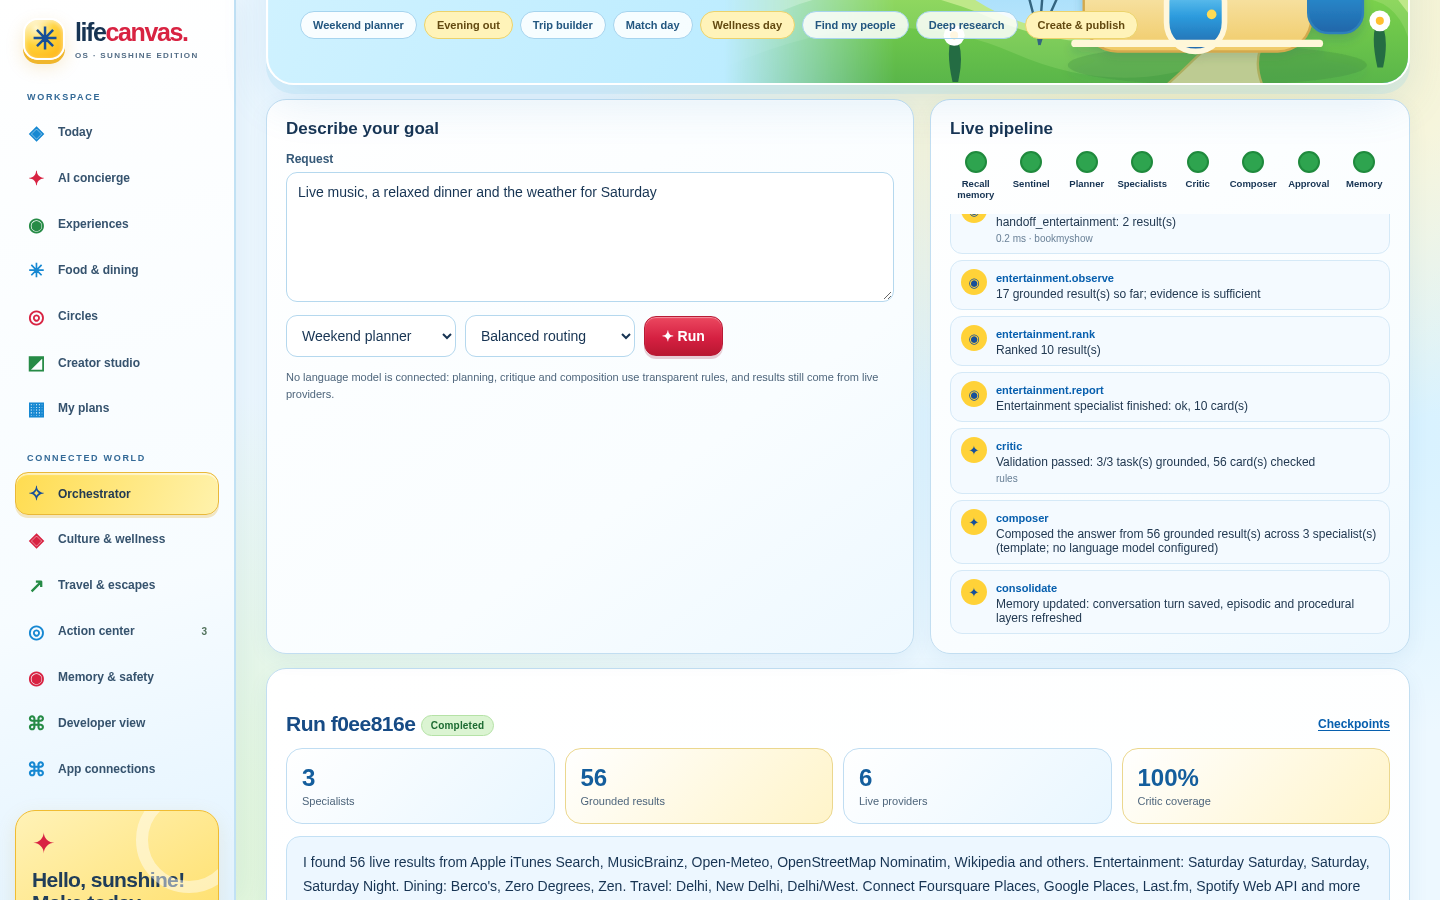 lifecanvas.
OS · SUNSHINE EDITION
WORKSPACE
Today
AI concierge
Experiences
Food & dining
Circles
Creator studio
My plans
CONNECTED WORLD
Orchestrator
Culture & wellness
Travel & escapes
Action center 3
Memory & safety
Developer view
App connections
Hello, sunshine!
Make today
Weekend planner
Evening out
Trip builder
Match day
Wellness day
Find my people
Deep research
Create & publish
Describe your goal
Request
Live music, a relaxed dinner and the weather for Saturday
Weekend planner
Balanced routing
✦ Run
No language model is connected: planning, critique and composition use transparent rules, and results still come from live
providers.
Live pipeline
Recall
memory
Sentinel
Planner
Specialists
Critic
Composer
Approval
Memory
handoff_entertainment: 2 result(s)
0.2 ms · bookmyshow
entertainment.observe
17 grounded result(s) so far; evidence is sufficient
entertainment.rank
Ranked 10 result(s)
entertainment.report
Entertainment specialist finished: ok, 10 card(s)
critic
Validation passed: 3/3 task(s) grounded, 56 card(s) checked
rules
composer
Composed the answer from 56 grounded result(s) across 3 specialist(s)
(template; no language model configured)
consolidate
Memory updated: conversation turn saved, episodic and procedural
layers refreshed
Run f0ee816e
Completed
Checkpoints
3
Specialists
56
Grounded results
6
Live providers
100%
Critic coverage
I found 56 live results from Apple iTunes Search, MusicBrainz, Open-Meteo, OpenStreetMap Nominatim, Wikipedia and others. Entertainment: Saturday Saturday, Saturday,
Saturday Night. Dining: Berco's, Zero Degrees, Zen. Travel: Delhi, New Delhi, Delhi/West. Connect Foursquare Places, Google Places, Last.fm, Spotify Web API and more